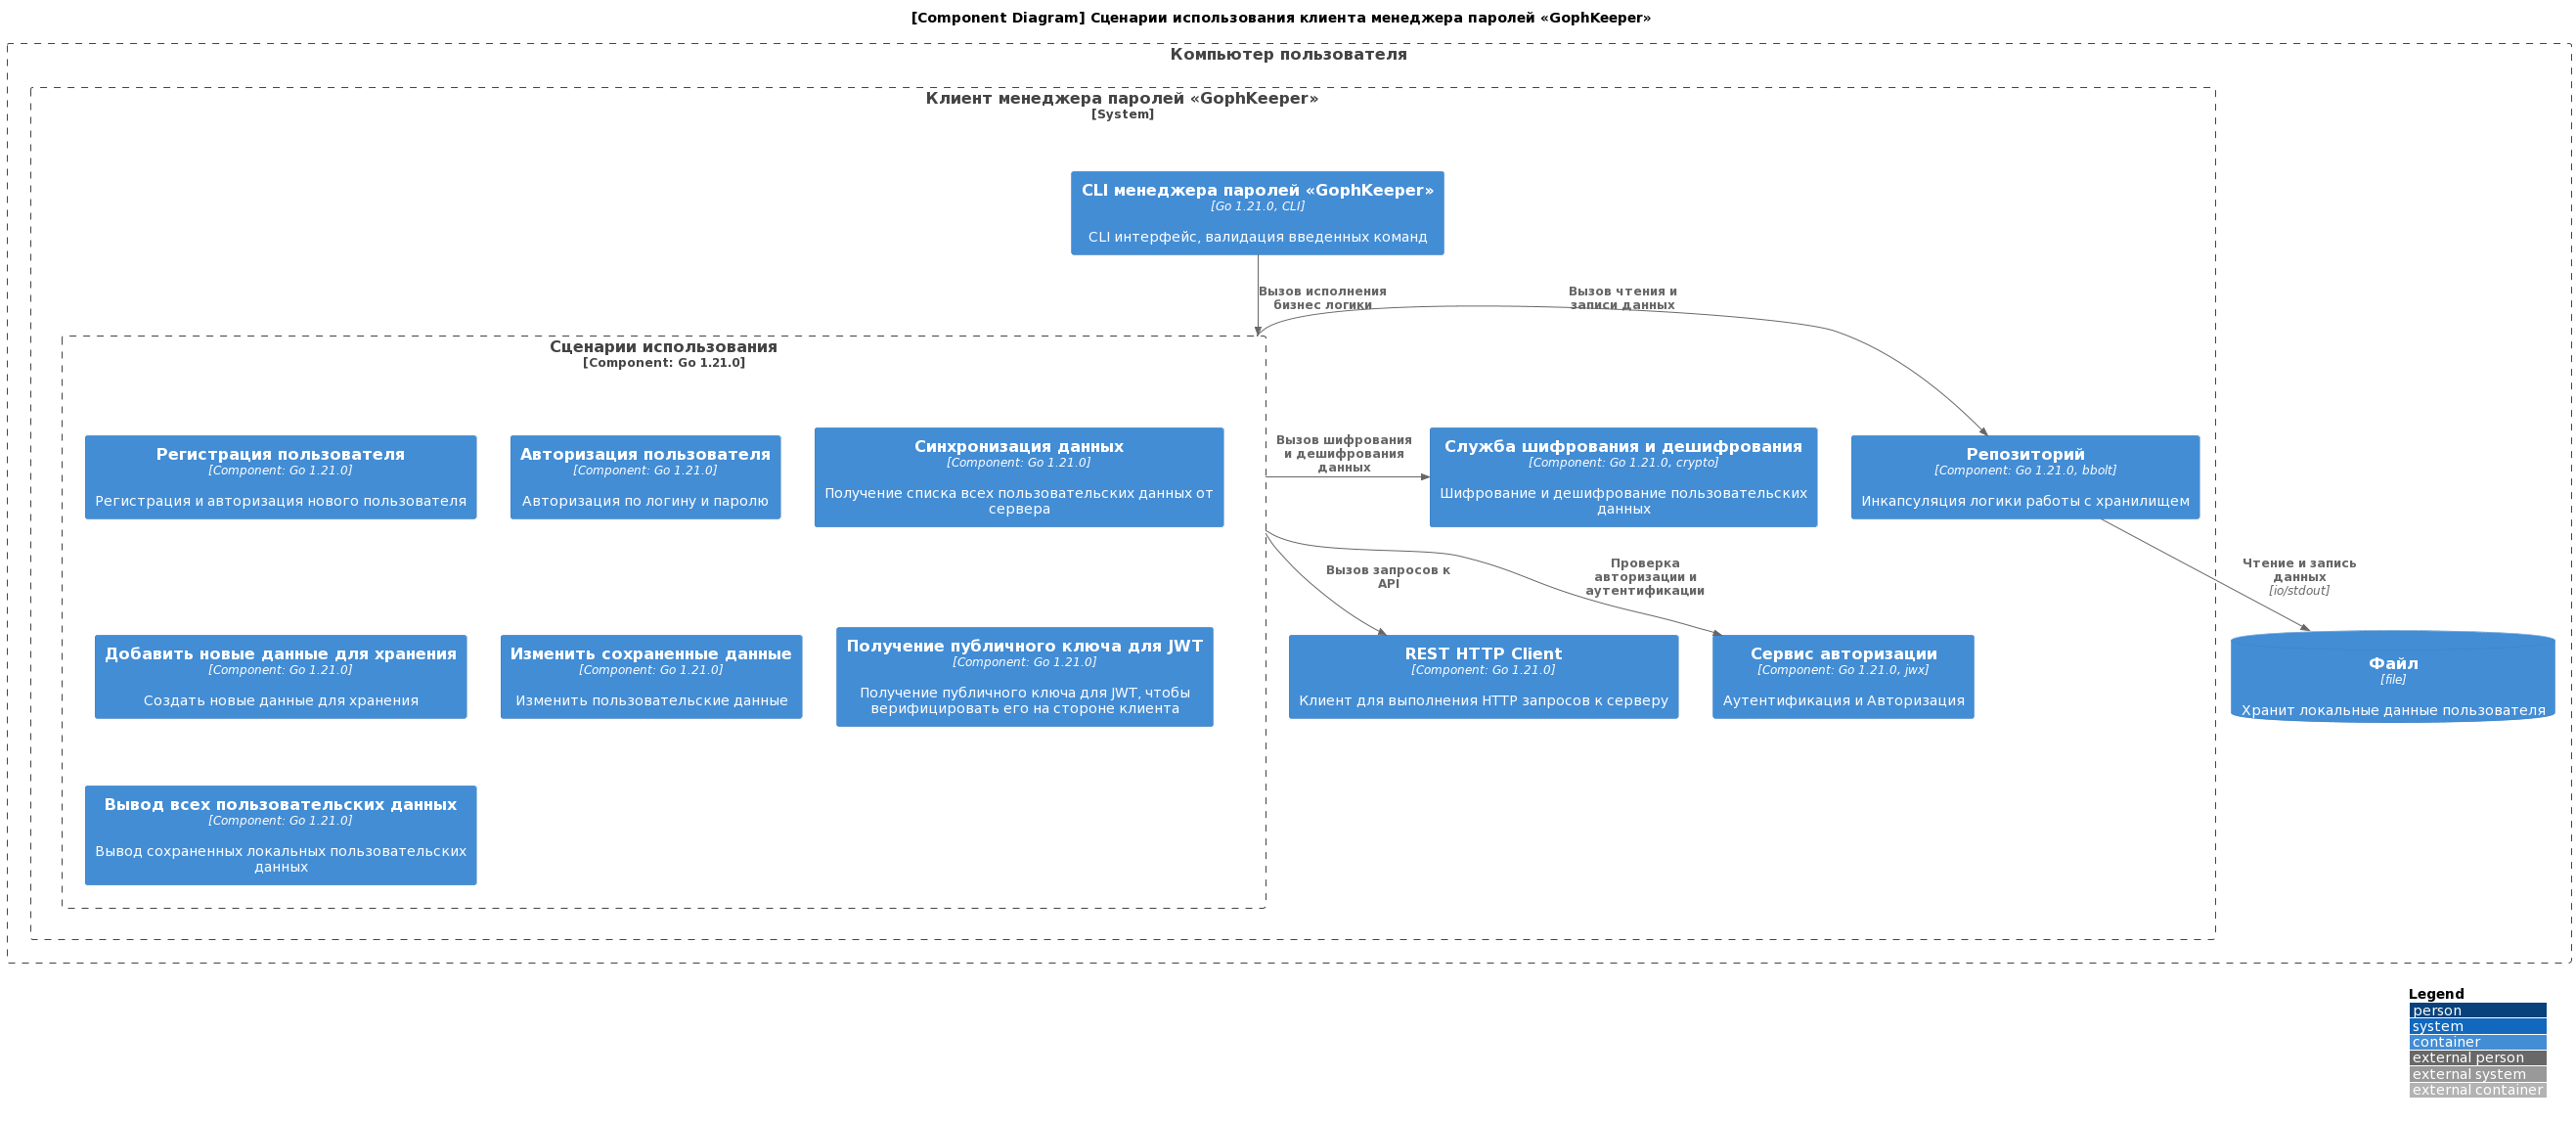 [Component Diagram] Сценарии использования клиента менеджера паролей «GophKeeper»
Компьютер пользователя
Клиент менеджера паролей «GophKeeper»
[System]
CLI менеджера паролей «GophKeeper»
[Go 1.21.0, CLI]
CLI интерфейс, валидация введенных команд
Вызов исполнения
бизнес логики
Вызов чтения и
записи данных
Сценарии использования
[Component: Go 1.21.0]
Регистрация пользователя
[Component: Go 1.21.0]
Регистрация и авторизация нового пользователя
Авторизация пользователя
[Component: Go 1.21.0]
Авторизация по логину и паролю
Синхронизация данных
[Component: Go 1.21.0]
Получение списка всех пользовательских данных от
сервера
Вызов шифрования
и дешифрования
данных
Служба шифрования и дешифрования
[Component: Go 1.21.0, crypto]
Шифрование и дешифрование пользовательских
данных
Репозиторий
[Component: Go 1.21.0, bbolt]
Инкапсуляция логики работы с хранилищем
Вызов запросов к
API
Проверка
авторизации и
аутентификации
Чтение и запись
данных
[io/stdout]
Добавить новые данные для хранения
[Component: Go 1.21.0]
Создать новые данные для хранения
Изменить сохраненные данные
[Component: Go 1.21.0]
Изменить пользовательские данные
Получение публичного ключа для JWT
[Component: Go 1.21.0]
Получение публичного ключа для JWT, чтобы
верифицировать его на стороне клиента
REST HTTP Client
[Component: Go 1.21.0]
Клиент для выполнения HTTP запросов к серверу
Сервис авторизации
[Component: Go 1.21.0, jwx]
Аутентификация и Авторизация
Файл
[file]
Хранит локальные данные пользователя
Вывод всех пользовательских данных
[Component: Go 1.21.0]
Вывод сохраненных локальных пользовательских
данных
Legend
person
system
container
external person
external system
external container